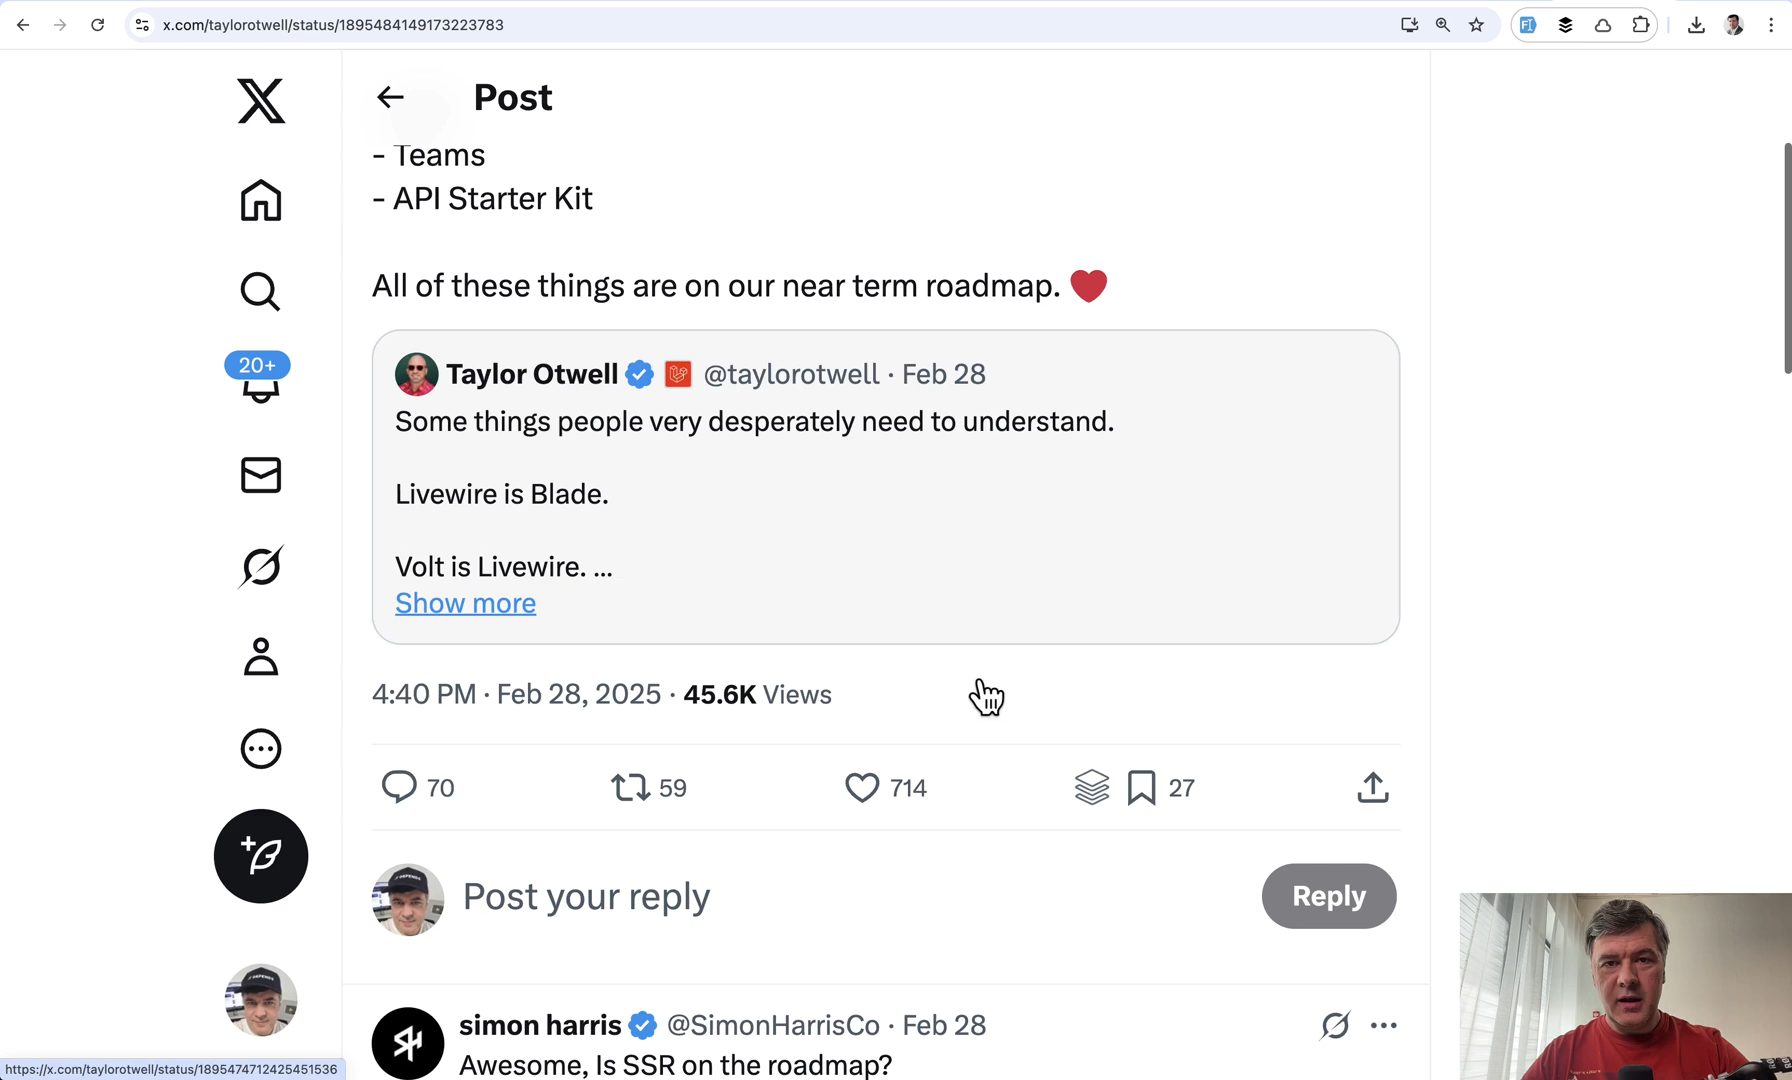 x.com/taylorotwell/status/1895484149173223783
Post
- Teams
- API Starter Kit
All of these things are on our near term roadmap. ❤️
20+
Taylor Otwell @taylorotwell · Feb 28
Some things people very desperately need to understand.
Livewire is Blade.
Volt is Livewire. ...
Show more
4:40 PM · Feb 28, 2025 · 45.6K Views
70 59 714 27
Post your reply
Reply
simon harris @SimonHarrisCo · Feb 28
Awesome, Is SSR on the roadmap?
https://x.com/taylorotwell/status/1895474712425451536